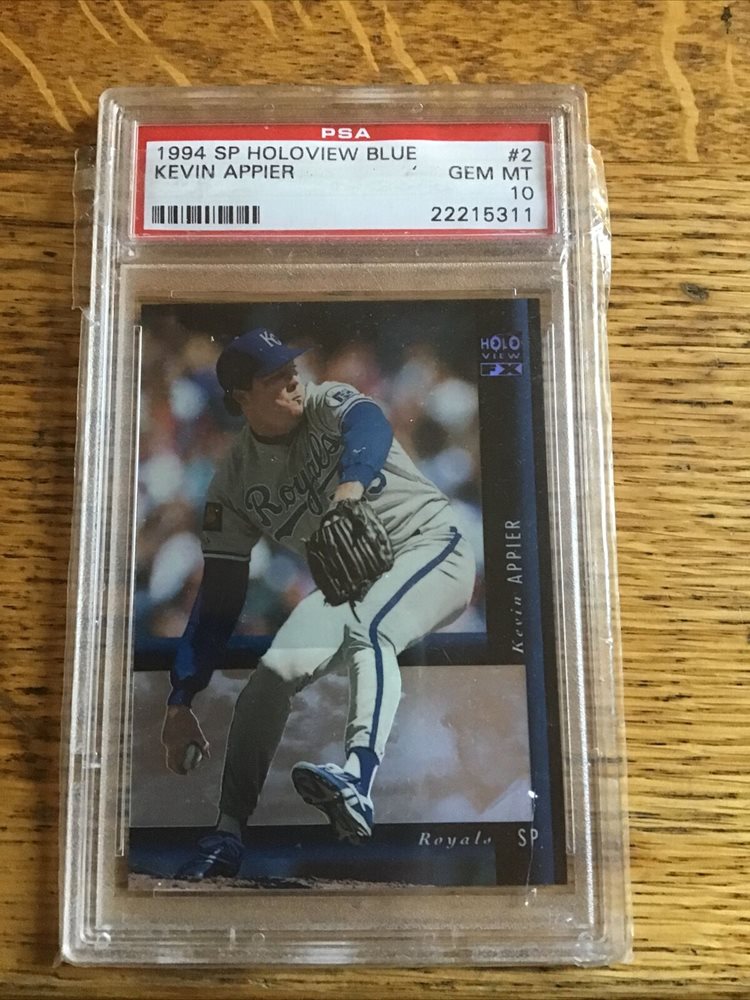 PSA
1994 SP HOLOVIEW BLUE #2
KEVIN APPIER GEM MT
10
22215311
KC
HOLO
VIEW
FX
Royals
Kevin APPIER
Royals SP